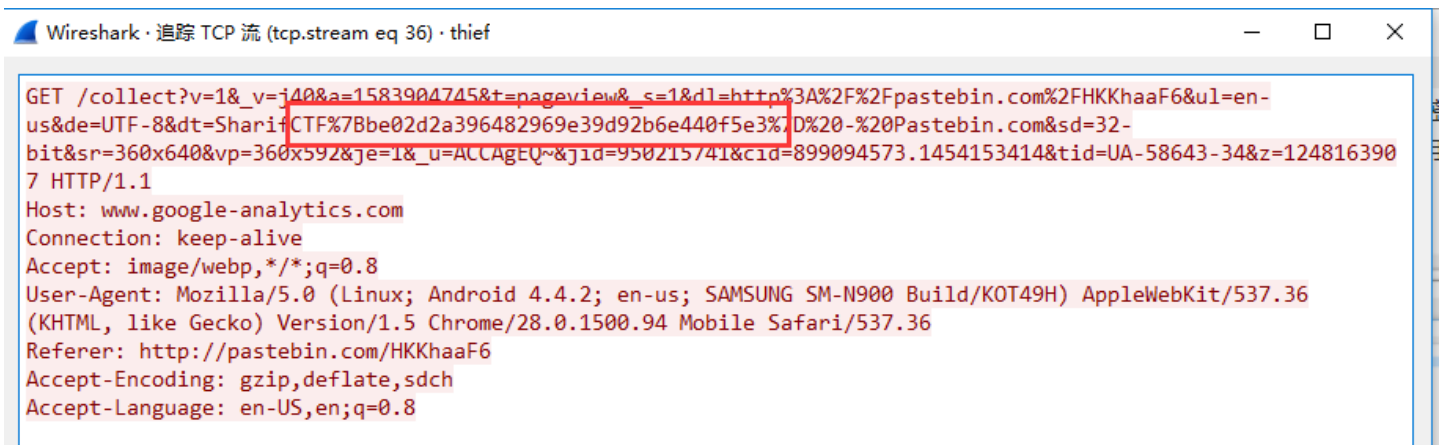 Wireshark · 追踪 TCP 流 (tcp.stream eq 36) · thief
GET /collect?v=1&_v=j40&a=1583904745&t=pageview&_s=1&dl=http%3A%2F%2Fpastebin.com%2FHKKhaaF6&ul=en-
us&de=UTF-8&dt=SharifCTF%7Bbe02d2a396482969e39d92b6e440f5e3%7D%20-%20Pastebin.com&sd=32-
bit&sr=360x640&vp=360x592&je=1&_u=ACCAgEQ~&jid=950215741&cid=899094573.1454153414&tid=UA-58643-34&z=124816390
7 HTTP/1.1
Host: www.google-analytics.com
Connection: keep-alive
Accept: image/webp,*/*;q=0.8
User-Agent: Mozilla/5.0 (Linux; Android 4.4.2; en-us; SAMSUNG SM-N900 Build/KOT49H) AppleWebKit/537.36
(KHTML, like Gecko) Version/1.5 Chrome/28.0.1500.94 Mobile Safari/537.36
Referer: http://pastebin.com/HKKhaaF6
Accept-Encoding: gzip,deflate,sdch
Accept-Language: en-US,en;q=0.8